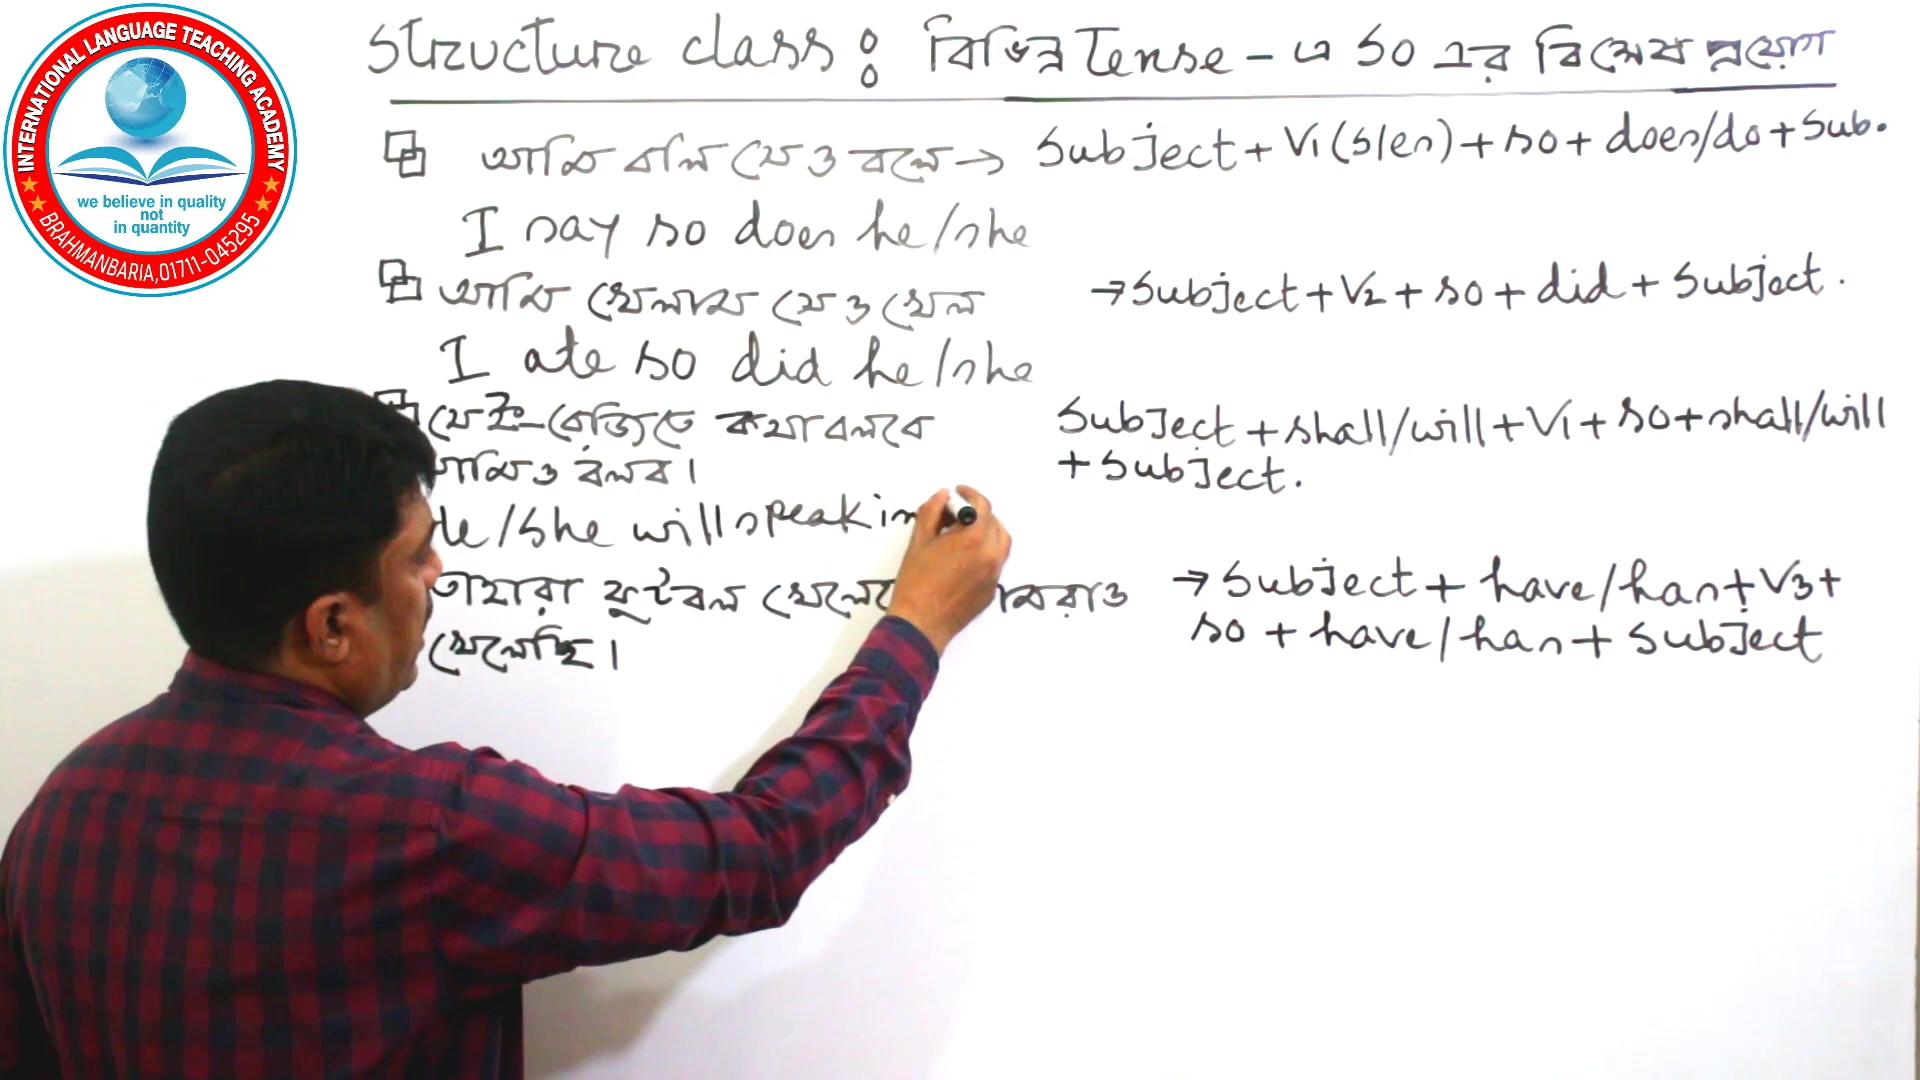 INTERNATIONAL LANGUAGE TEACHING ACADEMY
we believe in quality
not
in quantity
BRAHMANBARIA, 01711-045295
Structure class: বিভিন্ন Tense - এ SO এর বিশেষ প্রয়োগ
আমি বলি সেও বলে → Subject + V1 (s/es) + so + does/do + Sub.
I say so does he/she
আমি খেলাম সেও খেল → Subject + V2 + so + did + Subject.
I ate so did he/she
সে ইংরেজিতে কথা বলবে Subject + shall/will + V1 + so + shall/will
আমিও বলব। + Subject.
He/She will speak in
তাহারা ফুটবল → Subject + have/has + V3 +
খেলেছি। so + have/has + Subject